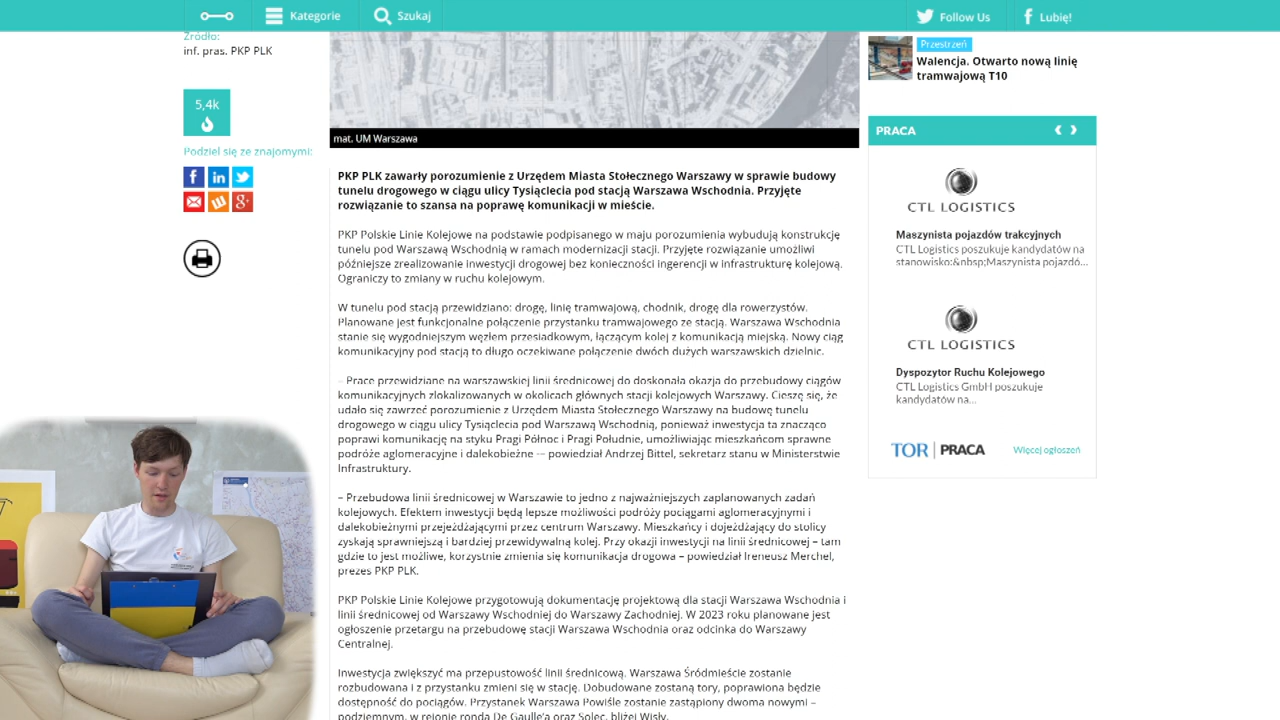 Kategorie
Szukaj
Follow Us
Lubię!
Źródło:
inf. pras. PKP PLK
5,4k
Podziel się ze znajomymi:
mat. UM Warszawa
PKP PLK zawarły porozumienie z Urzędem Miasta Stołecznego Warszawy w sprawie budowy
tunelu drogowego w ciągu ulicy Tysiąclecia pod stacją Warszawa Wschodnia. Przyjęte
rozwiązanie to szansa na poprawę komunikacji w mieście.
PKP Polskie Linie Kolejowe na podstawie podpisanego w maju porozumienia wybudują konstrukcję
tunelu pod Warszawą Wschodnią w ramach modernizacji stacji. Przyjęte rozwiązanie umożliwi
późniejsze zrealizowanie inwestycji drogowej bez konieczności ingerencji w infrastrukturę kolejową.
Ograniczy to zmiany w ruchu kolejowym.
W tunelu pod stacją przewidziano: drogę, linię tramwajową, chodnik, drogę dla rowerzystów.
Planowane jest funkcjonalne połączenie przystanku tramwajowego ze stacją. Warszawa Wschodnia
stanie się wygodniejszym węzłem przesiadkowym, łączącym kolej z komunikacją miejską. Nowy ciąg
komunikacyjny pod stacją to długo oczekiwane połączenie dwóch dużych warszawskich dzielnic.
– Prace przewidziane na warszawskiej linii średnicowej do doskonała okazja do przebudowy ciągów
komunikacyjnych zlokalizowanych w okolicach głównych stacji kolejowych Warszawy. Cieszę się, że
udało się zawrzeć porozumienie z Urzędem Miasta Stołecznego Warszawy na budowę tunelu
drogowego w ciągu ulicy Tysiąclecia pod Warszawą Wschodnią, ponieważ inwestycja ta znacząco
poprawi komunikację na styku Pragi Północ i Pragi Południe, umożliwiając mieszkańcom sprawne
podróże aglomeracyjne i dalekobieżne -– powiedział Andrzej Bittel, sekretarz stanu w Ministerstwie
Infrastruktury.
– Przebudowa linii średnicowej w Warszawie to jedno z najważniejszych zaplanowanych zadań
kolejowych. Efektem inwestycji będą lepsze możliwości podróży pociągami aglomeracyjnymi i
dalekobieżnymi przejeżdżającymi przez centrum Warszawy. Mieszkańcy i dojeżdżający do stolicy
zyskają sprawniejszą i bardziej przewidywalną kolej. Przy okazji inwestycji na linii średnicowej – tam
gdzie to jest możliwe, korzystnie zmienia się komunikacja drogowa – powiedział Ireneusz Merchel,
prezes PKP PLK.
PKP Polskie Linie Kolejowe przygotowują dokumentację projektową dla stacji Warszawa Wschodnia i
linii średnicowej od Warszawy Wschodniej do Warszawy Zachodniej. W 2023 roku planowane jest
ogłoszenie przetargu na przebudowę stacji Warszawa Wschodnia oraz odcinka do Warszawy
Centralnej.
Inwestycja zwiększyć ma przepustowość linii średnicowej. Warszawa Śródmieście zostanie
rozbudowana i z przystanku zmieni się w stację. Dobudowane zostaną tory, poprawiona będzie
dostępność do pociągów. Przystanek Warszawa Powiśle zostanie zastąpiony dwoma nowymi –
podziemnym, w rejonie ronda De Gaulle'a oraz Solec, bliżej Wisły.
Przestrzeń
Walencja. Otwarto nową linię
tramwajową T10
PRACA
CTL LOGISTICS
Maszynista pojazdów trakcyjnych
CTL Logistics poszukuje kandydatów na
stanowisko:&nbsp;Maszynista pojazdó...
CTL LOGISTICS
Dyspozytor Ruchu Kolejowego
CTL Logistics GmbH poszukuje
kandydatów na...
TOR | PRACA
Więcej ogłoszeń